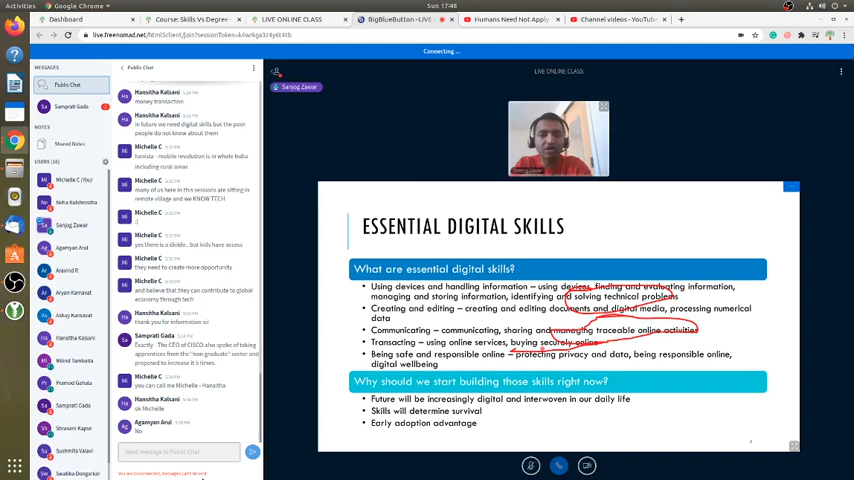 Activities
Google Chrome
Sun 17:48
Dashboard
Course: Skills Vs Degree
LIVE ONLINE CLASS
BigBlueButton -LIVE
Humans Need Not Apply
Channel videos - YouTube
live.freenomad.net/html5client/join?sessionToken=
Connecting ...
MESSAGES
Public Chat
Samprati Gada
NOTES
Shared Notes
USERS (16)
Michelle C (You)
Neha Kalshostha
Sanjog Zawar
Agamyan Arul
Aravind R
Aryan Karnavat
Ashu Karnavat
Hansitha Kalsani
Milind Tambada
Pramod Gahala
Samprati Gada
Shravani Kapse
Sushmita Valavi
Swatika Dongarkar
Public Chat
Hansitha Kalsani
money transaction
Hansitha Kalsani
in future we need digital skills but the poor
people do not know about them
Michelle C
hanista - mobile revolution is in whole India
including rural areas
Michelle C
many of us here in this sessions are sitting in
remote village and we KNOW TECH
Michelle C
:)
Michelle C
yes there is a divide.. but kids have access
Michelle C
they need to create more opportunity
Michelle C
and believe that they can contribute to global
economy through tech
Hansitha Kalsani
thank you for information sir
Samprati Gada
Exactly - The CEO of CISCO also spoke of taking
apprentices from the "non graduate" sector and
proposed to increase it 5 times.
Michelle C
you can call me Michelle - Hansitha
Hansitha Kalsani
ok Michelle
Agamyan Arul
No
Send message to Public Chat
You are disconnected, messages can't be sent
LIVE ONLINE CLASS
Sanjog Zawar
Sanjog Zawar
ESSENTIAL DIGITAL SKILLS
What are essential digital skills?
• Using devices and handling information – using devices, finding and evaluating information,
managing and storing information, identifying and solving technical problems
• Creating and editing – creating and editing documents and digital media, processing numerical
data
• Communicating – communicating, sharing and managing traceable online activities
• Transacting – using online services, buying securely online
• Being safe and responsible online – protecting privacy and data, being responsible online,
digital wellbeing
Why should we start building those skills right now?
• Future will be increasingly digital and interwoven in our daily life
• Skills will determine survival
• Early adoption advantage